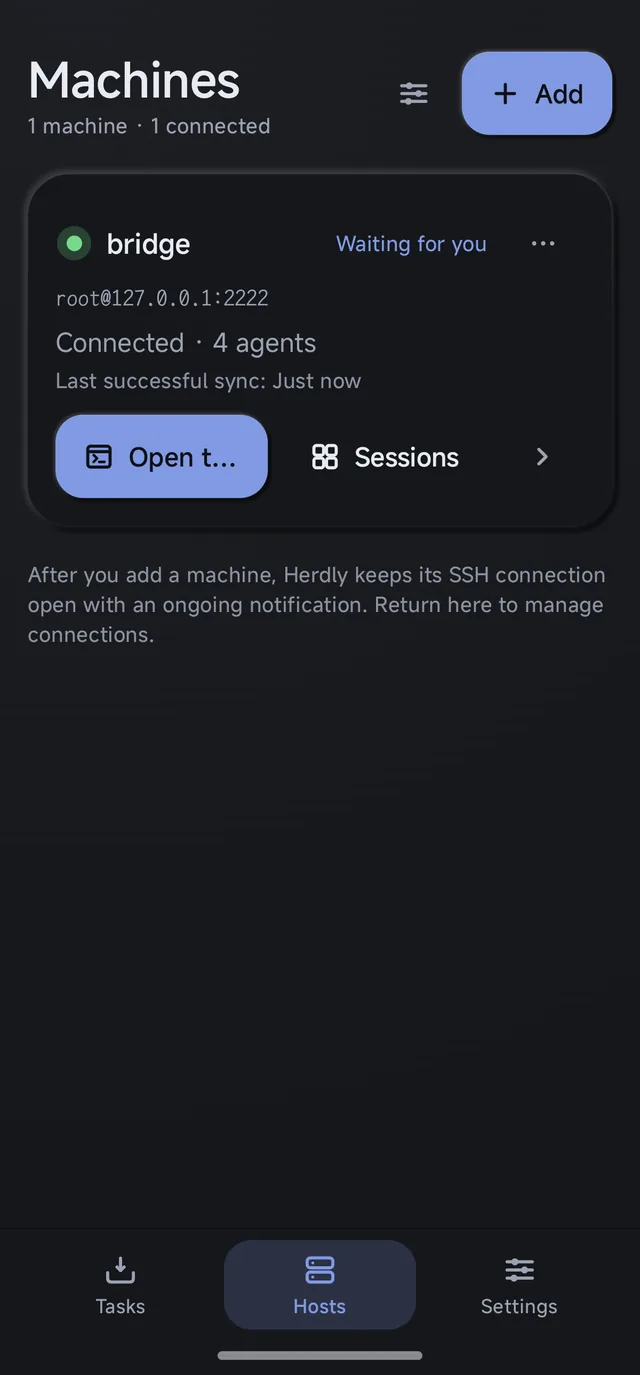 Machines
1 machine · 1 connected
Add
bridge
Waiting for you
root@127.0.0.1:2222
Connected · 4 agents
Last successful sync: Just now
Open t...
Sessions
After you add a machine, Herdly keeps its SSH connection
open with an ongoing notification. Return here to manage
connections.
Tasks
Hosts
Settings